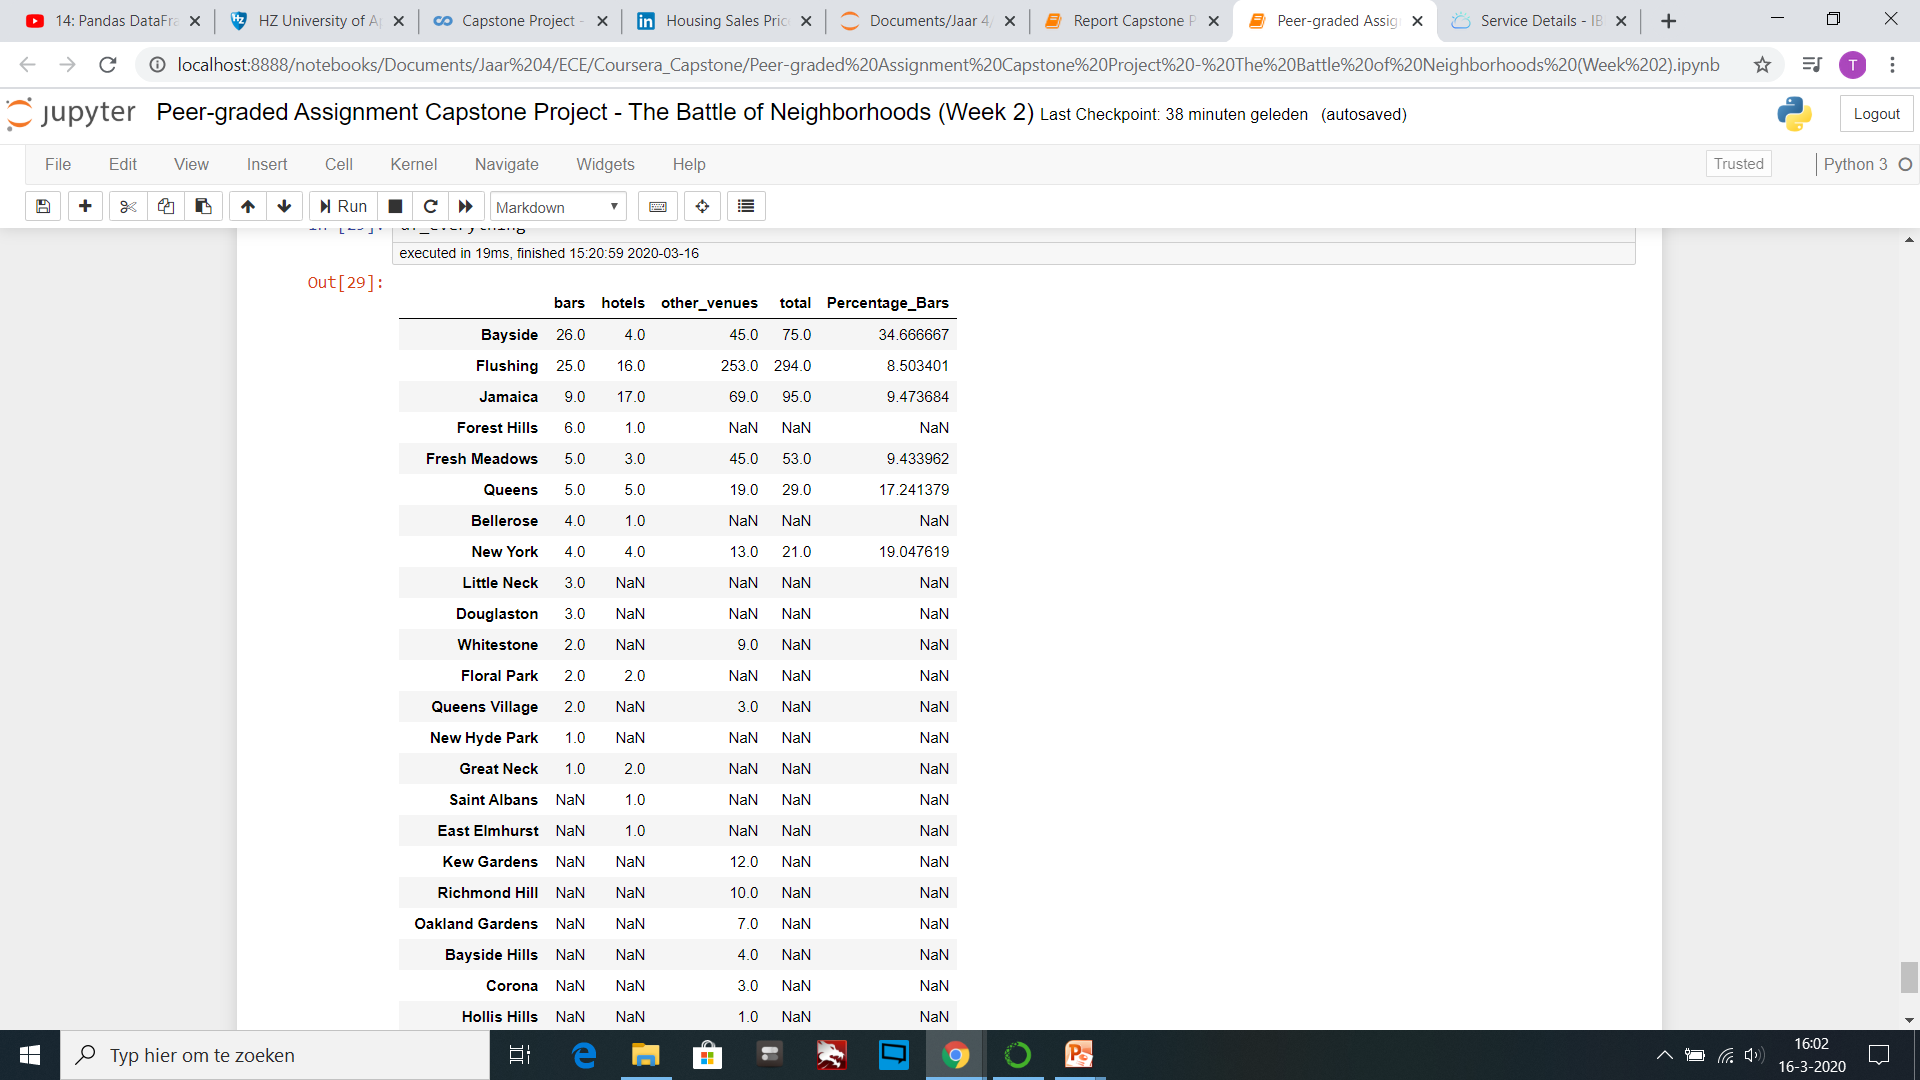 14: Pandas DataFra
HZ University of A
Capstone Project -
Housing Sales Pric
Documents/Jaar 4/
Report Capstone P
Peer-graded Assig
Service Details - IB
localhost:8888/notebooks/Documents/Jaar%204/ECE/Coursera_Capstone/Peer-graded%20Assignment%20Capstone%20Project%20-%20The%20Battle%20of%20Neighborhoods%20(Week%202).ipynb
T
jupyter Peer-graded Assignment Capstone Project - The Battle of Neighborhoods (Week 2) Last Checkpoint: 38 minuten geleden (autosaved)
Logout
File Edit View Insert Cell Kernel Navigate Widgets Help
Trusted Python 3
Run Markdown
executed in 19ms, finished 15:20:59 2020-03-16
Out[29]:
bars hotels other_venues total Percentage_Bars
Bayside 26.0 4.0 45.0 75.0 34.666667
Flushing 25.0 16.0 253.0 294.0 8.503401
Jamaica 9.0 17.0 69.0 95.0 9.473684
Forest Hills 6.0 1.0 NaN NaN NaN
Fresh Meadows 5.0 3.0 45.0 53.0 9.433962
Queens 5.0 5.0 19.0 29.0 17.241379
Bellerose 4.0 1.0 NaN NaN NaN
New York 4.0 4.0 13.0 21.0 19.047619
Little Neck 3.0 NaN NaN NaN NaN
Douglaston 3.0 NaN NaN NaN NaN
Whitestone 2.0 NaN 9.0 NaN NaN
Floral Park 2.0 2.0 NaN NaN NaN
Queens Village 2.0 NaN 3.0 NaN NaN
New Hyde Park 1.0 NaN NaN NaN NaN
Great Neck 1.0 2.0 NaN NaN NaN
Saint Albans NaN 1.0 NaN NaN NaN
East Elmhurst NaN 1.0 NaN NaN NaN
Kew Gardens NaN NaN 12.0 NaN NaN
Richmond Hill NaN NaN 10.0 NaN NaN
Oakland Gardens NaN NaN 7.0 NaN NaN
Bayside Hills NaN NaN 4.0 NaN NaN
Corona NaN NaN 3.0 NaN NaN
Hollis Hills NaN NaN 1.0 NaN NaN
Typ hier om te zoeken
16:02
16-3-2020